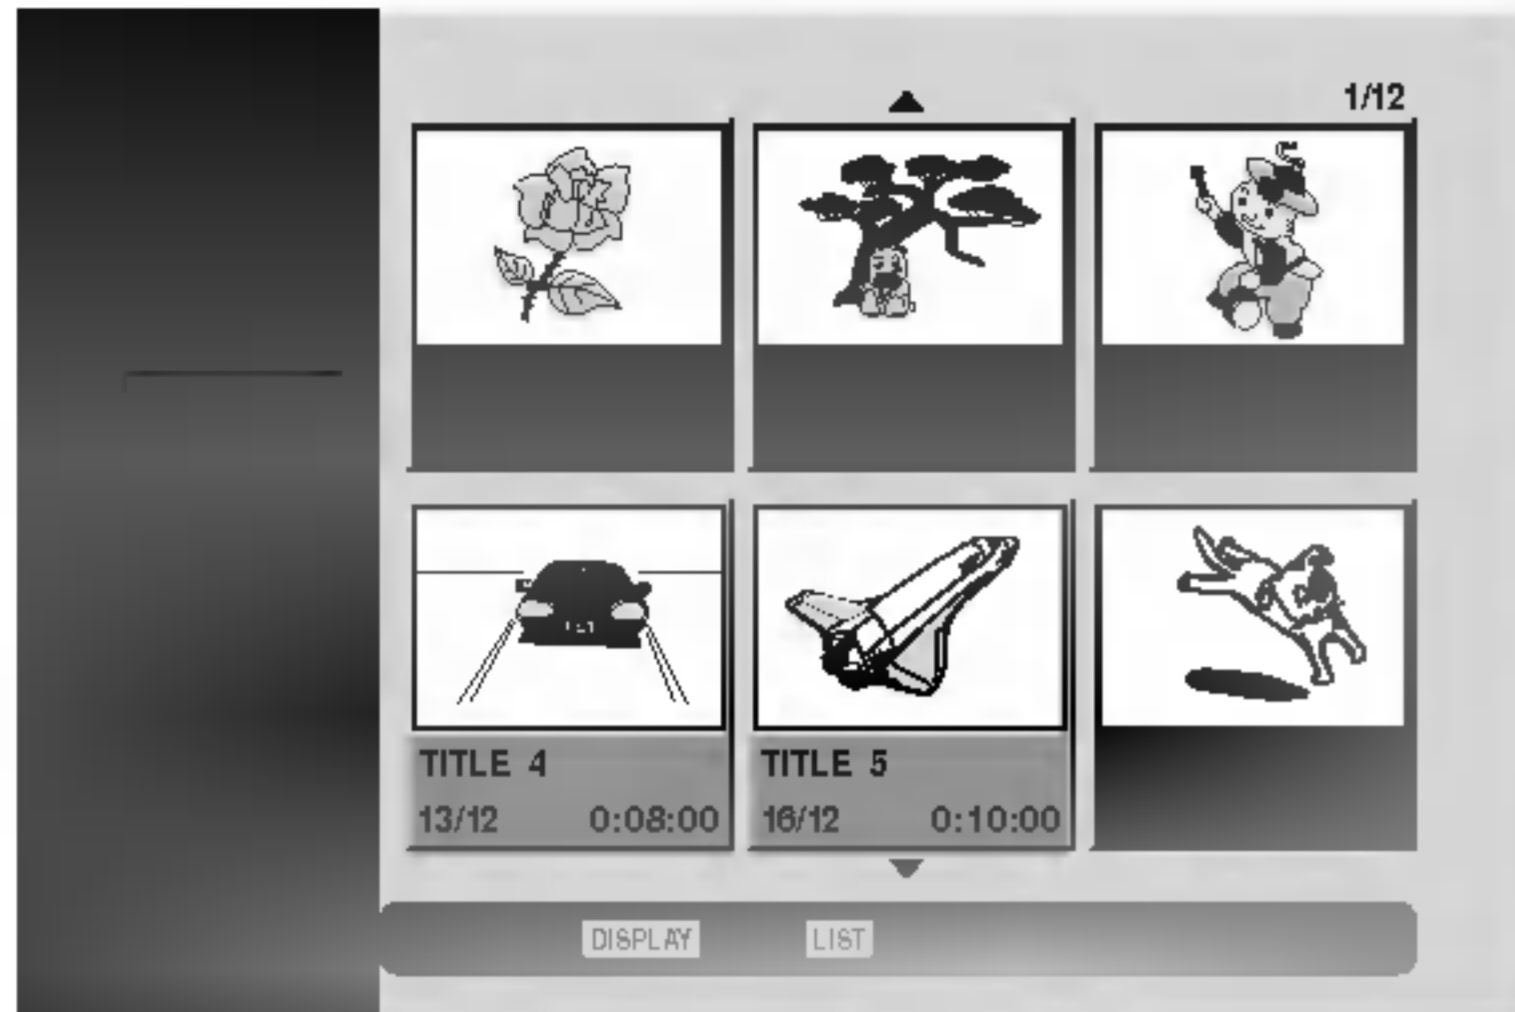 1/12
TITLE 4
13/12 0:08:00
TITLE 5
16/12 0:10:00
DISPLAY LIST